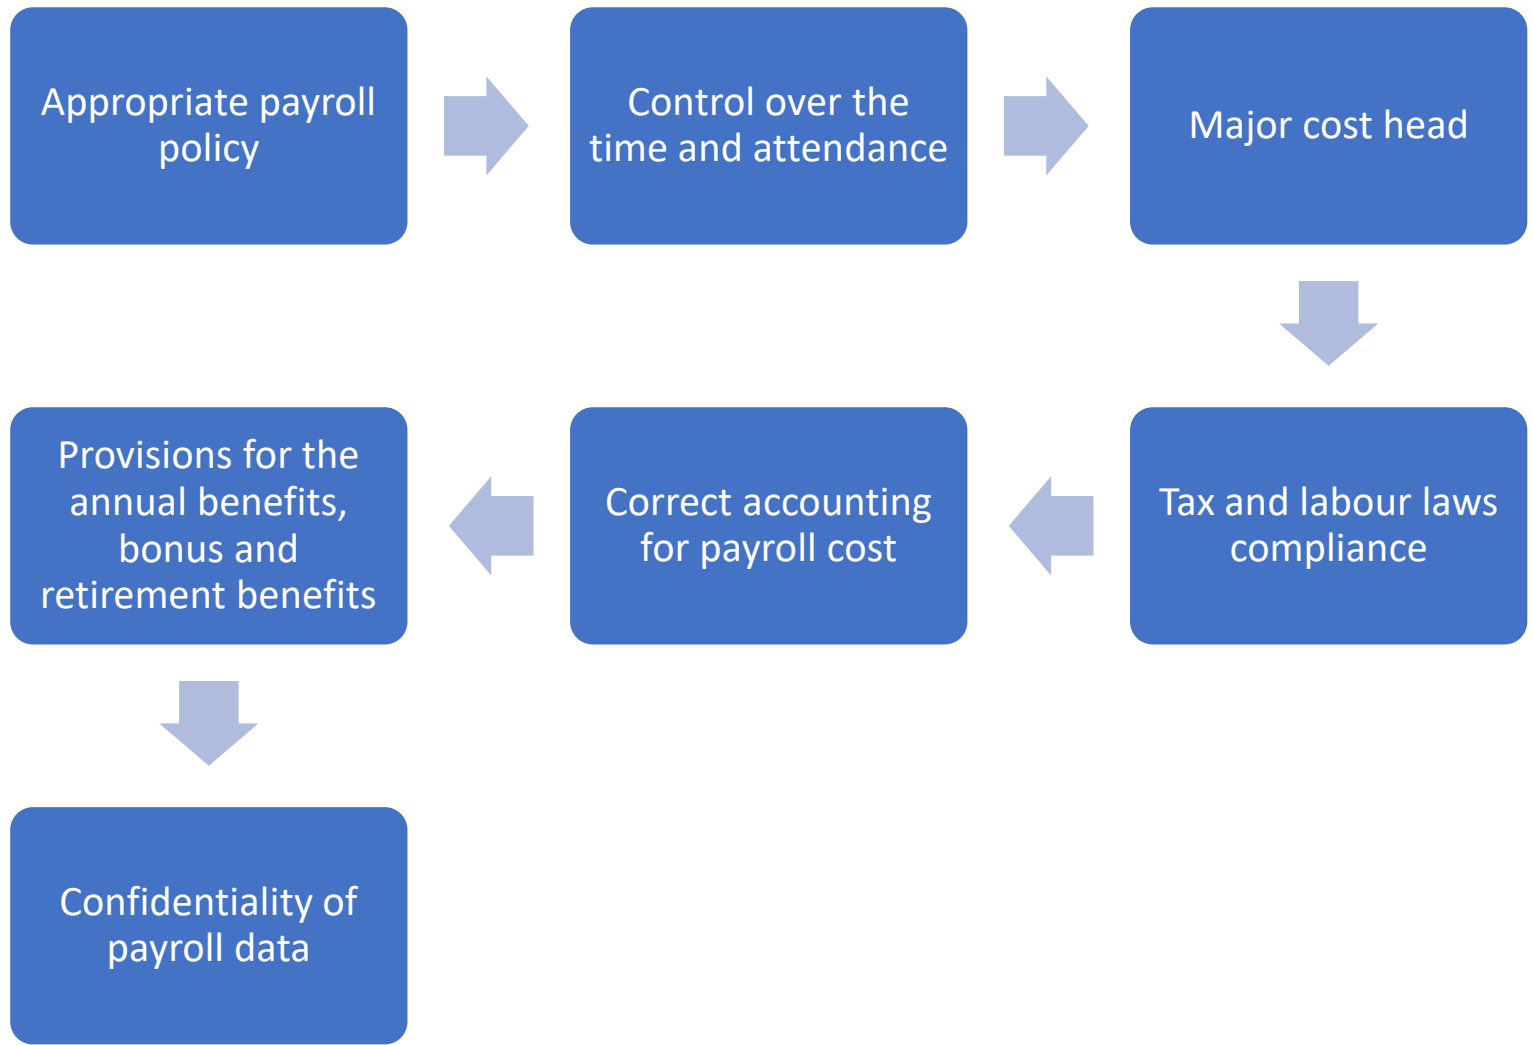 Appropriate payroll
policy
Control over the
time and attendance
Major cost head
Tax and labour laws
compliance
Correct accounting
for payroll cost
Provisions for the
annual benefits,
bonus and
retirement benefits
Confidentiality of
payroll data